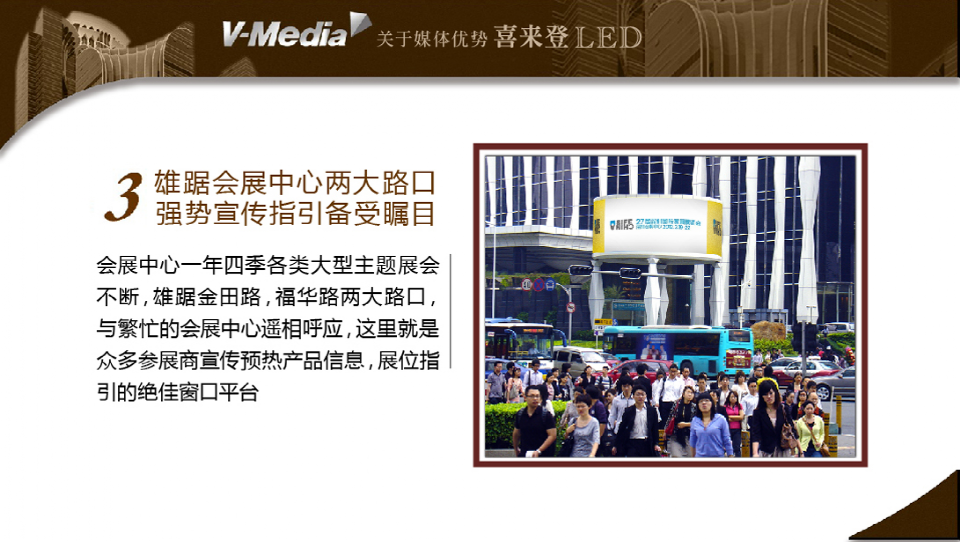 V-Media 关于媒体优势 喜来登LED
3 雄踞会展中心两大路口
强势宣传指引备受瞩目
会展中心一年四季各类大型主题展会
不断，雄踞金田路，福华路两大路口，
与繁忙的会展中心遥相呼应，这里就是
众多参展商宣传预热产品信息，展位指
引的绝佳窗口平台